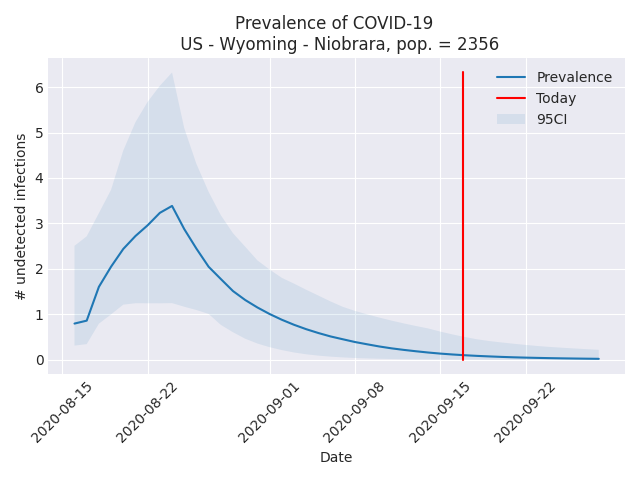 Prevalence of COVID-19
US - Wyoming - Niobrara, pop. = 2356
Prevalence
Today
95CI
# undetected infections
6
5
4
3
2
1
0
2020-08-15
2020-08-22
2020-09-01
2020-09-08
2020-09-15
2020-09-22
Date